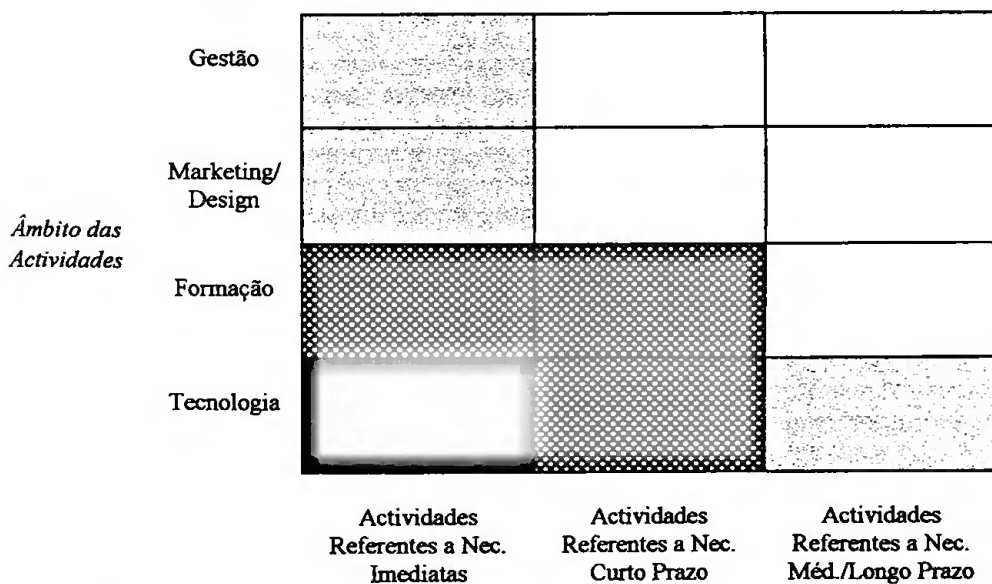 Gestão
Marketing/
Design
Âmbito das
Actividades
Formação
Tecnologia
Actividades
Referentes a Nec.
Imediatas
Actividades
Referentes a Nec.
Curto Prazo
Actividades
Referentes a Nec.
Méd./Longo Prazo